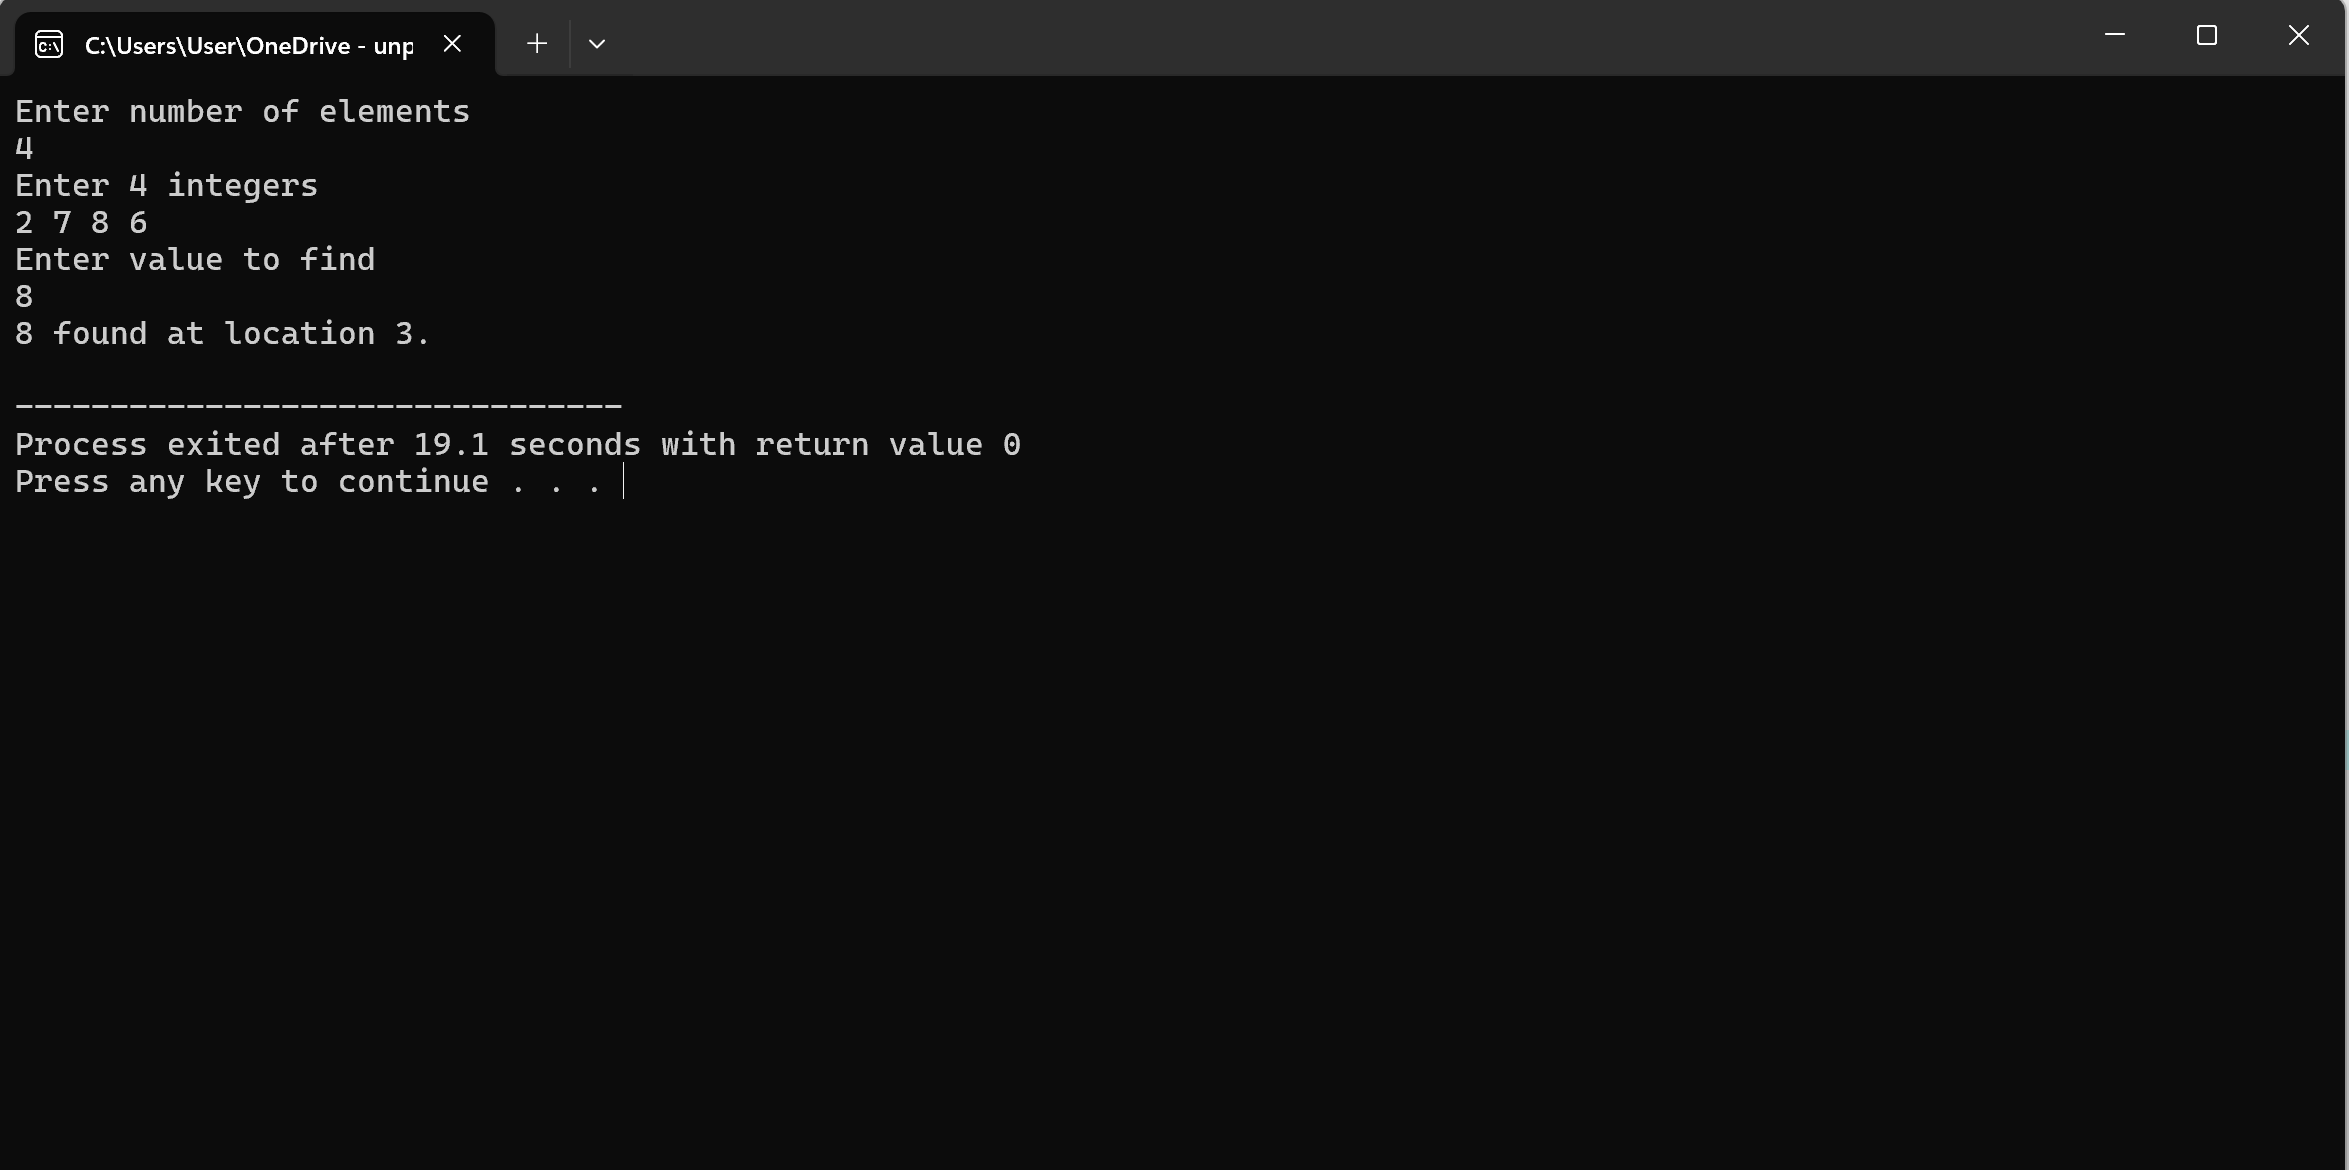 C:\Users\User\OneDrive - unp
Enter number of elements
4
Enter 4 integers
2 7 8 6
Enter value to find
8
8 found at location 3.
--------------------------------
Process exited after 19.1 seconds with return value 0
Press any key to continue . . .